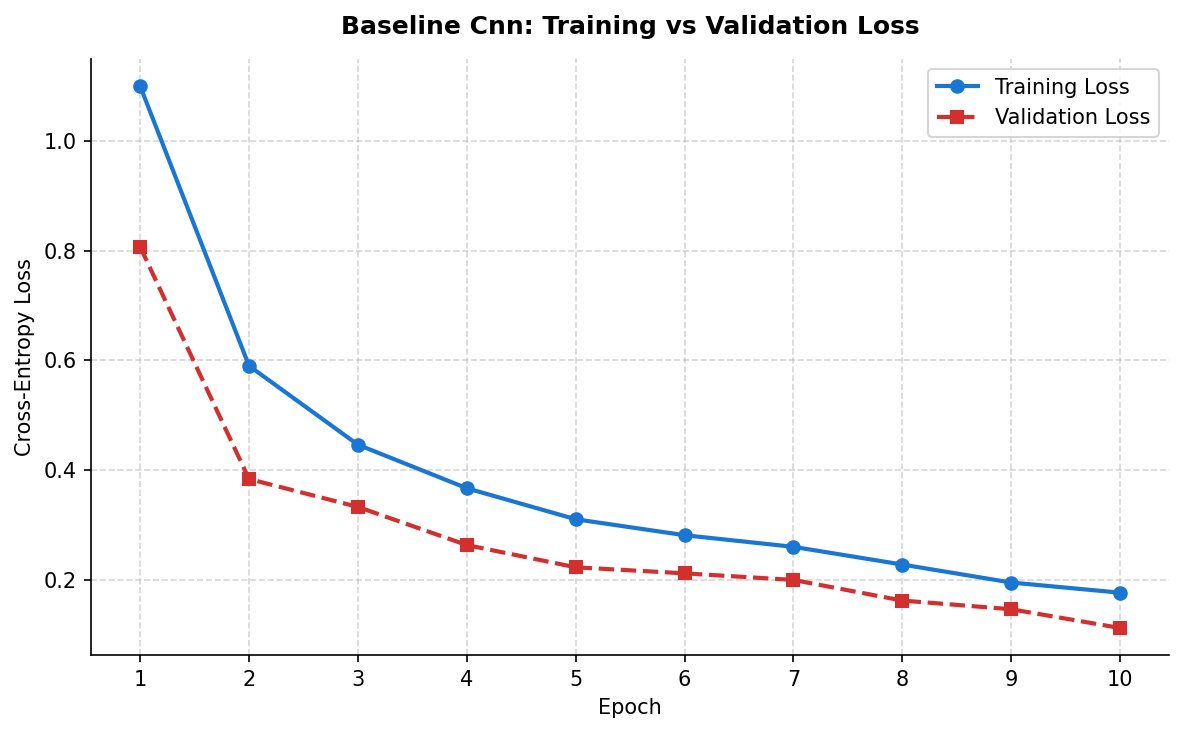 Baseline Cnn: Training vs Validation Loss
Training Loss
Validation Loss
Cross-Entropy Loss
1.0
0.8
0.6
0.4
0.2
1 2 3 4 5 6 7 8 9 10
Epoch